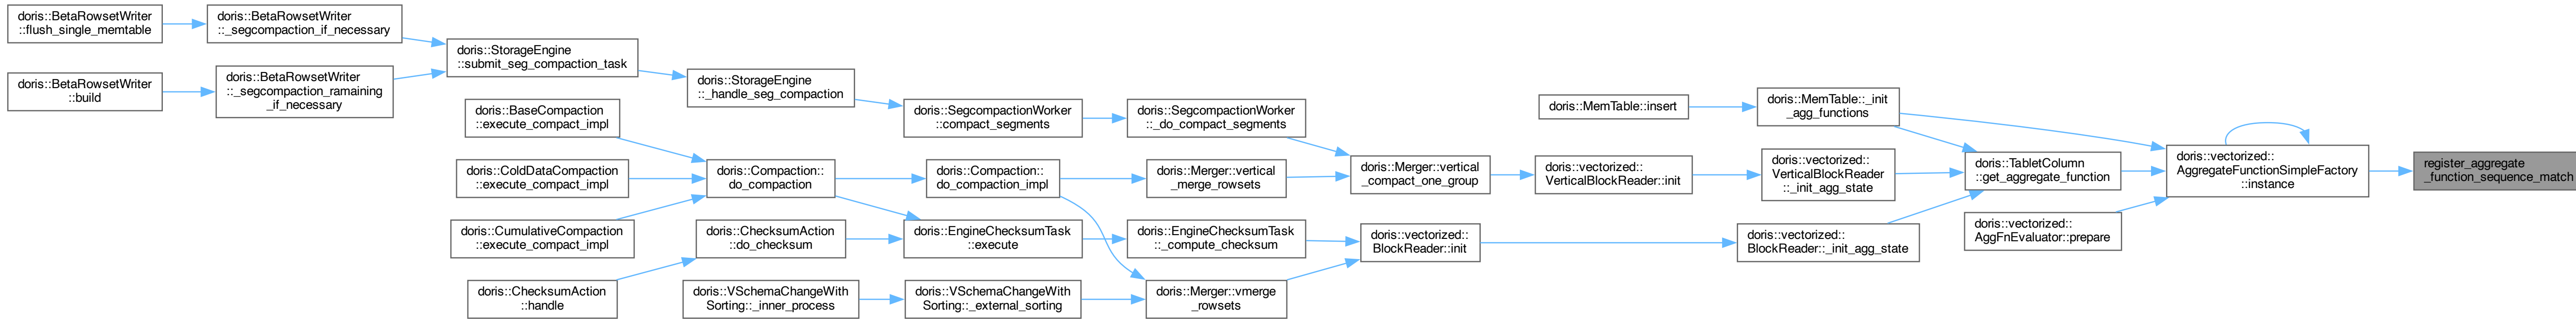 doris::BetaRowsetWriter
::flush_single_memtable
doris::BetaRowsetWriter
::_segcompaction_if_necessary
doris::BetaRowsetWriter
::build
doris::BetaRowsetWriter
::_segcompaction_ramaining
_if_necessary
doris::StorageEngine
::submit_seg_compaction_task
doris::StorageEngine
::_handle_seg_compaction
doris::BaseCompaction
::execute_compact_impl
doris::ColdDataCompaction
::execute_compact_impl
doris::CumulativeCompaction
::execute_compact_impl
doris::ChecksumAction
::handle
doris::Compaction::
do_compaction
doris::ChecksumAction
::do_checksum
doris::VSchemaChangeWith
Sorting::_inner_process
doris::SegcompactionWorker
::compact_segments
doris::Compaction::
do_compaction_impl
doris::EngineChecksumTask
::execute
doris::VSchemaChangeWith
Sorting::_external_sorting
doris::SegcompactionWorker
::_do_compact_segments
doris::Merger::vertical
_merge_rowsets
doris::EngineChecksumTask
::_compute_checksum
doris::Merger::vmerge
_rowsets
doris::Merger::vertical
_compact_one_group
doris::vectorized::
BlockReader::init
doris::MemTable::insert
doris::vectorized::
VerticalBlockReader::init
doris::MemTable::_init
_agg_functions
doris::vectorized::
VerticalBlockReader
::_init_agg_state
doris::vectorized::
BlockReader::_init_agg_state
doris::TabletColumn
::get_aggregate_function
doris::vectorized::
AggFnEvaluator::prepare
doris::vectorized::
AggregateFunctionSimpleFactory
::instance
register_aggregate
_function_sequence_match